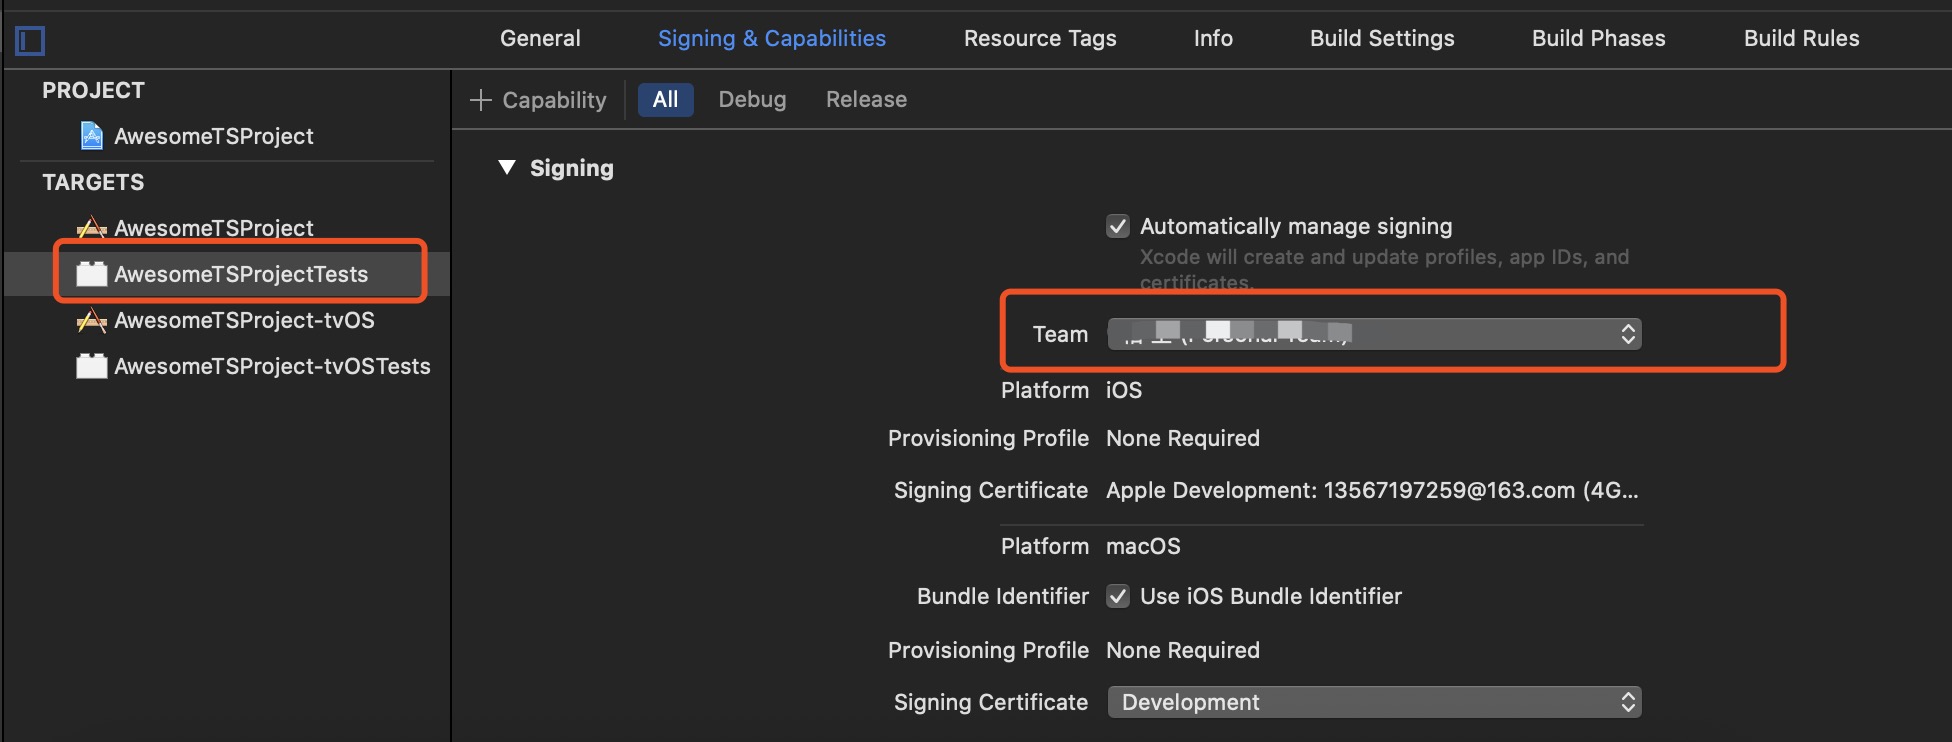 General Signing & Capabilities Resource Tags Info Build Settings Build Phases Build Rules
PROJECT
AwesomeTSProject
TARGETS
AwesomeTSProject
AwesomeTSProjectTests
AwesomeTSProject-tvOS
AwesomeTSProject-tvOSTests
+ Capability All Debug Release
Signing
Automatically manage signing
Xcode will create and update profiles, app IDs, and
certificates.
Team (Personal Team)
Platform iOS
Provisioning Profile None Required
Signing Certificate Apple Development: 13567197259@163.com (4G...
Platform macOS
Bundle Identifier Use iOS Bundle Identifier
Provisioning Profile None Required
Signing Certificate Development